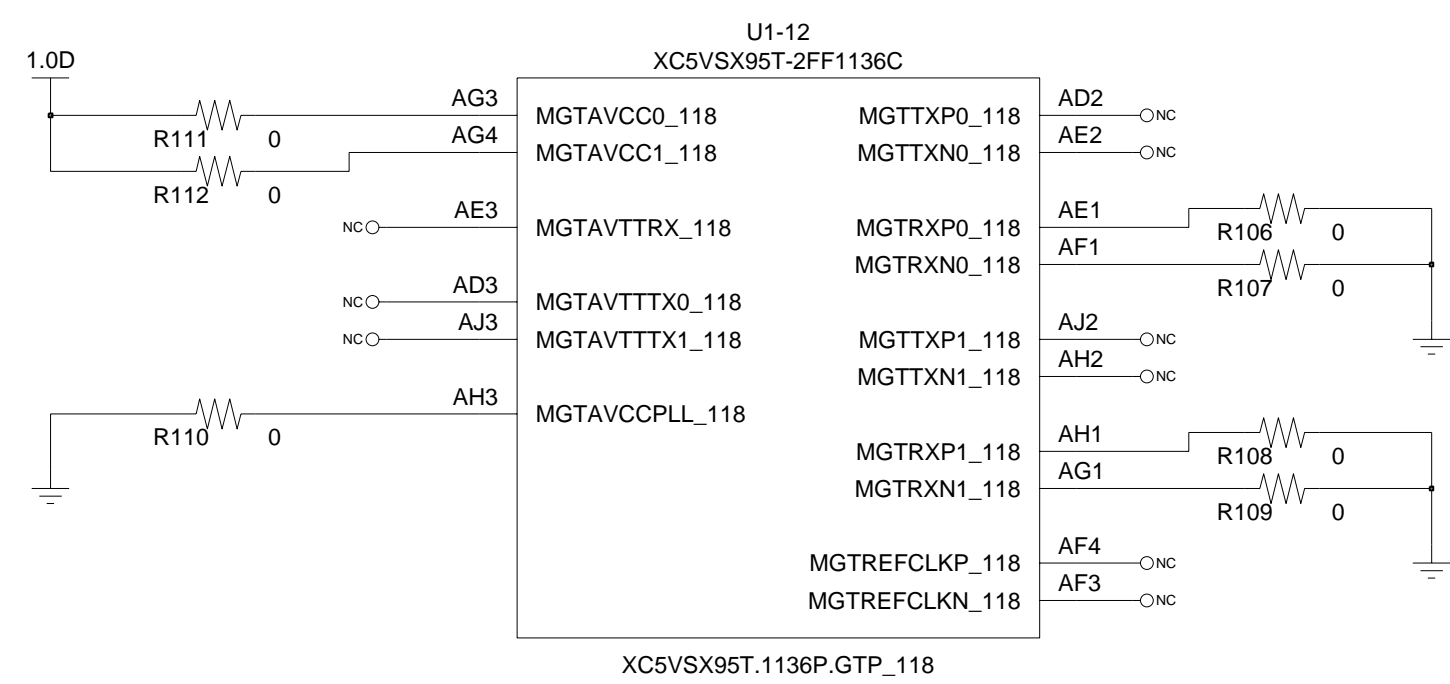 U1-12
XC5VSX95T-2FF1136C
1.0D
R111 0
AG3 MGTAVCC0_118
R112 0
AG4 MGTAVCC1_118
NC AE3 MGTAVTTRX_118
NC AD3 MGTAVTTTX0_118
NC AJ3 MGTAVTTTX1_118
R110 0
AH3 MGTAVCCPLL_118
MGTTXP0_118 AD2 NC
MGTTXN0_118 AE2 NC
MGTRXP0_118 AE1
R106 0
MGTRXN0_118 AF1
R107 0
MGTTXP1_118 AJ2 NC
MGTTXN1_118 AH2 NC
MGTRXP1_118 AH1
R108 0
MGTRXN1_118 AG1
R109 0
MGTREFCLKP_118 AF4 NC
MGTREFCLKN_118 AF3 NC
XC5VSX95T.1136P.GTP_118